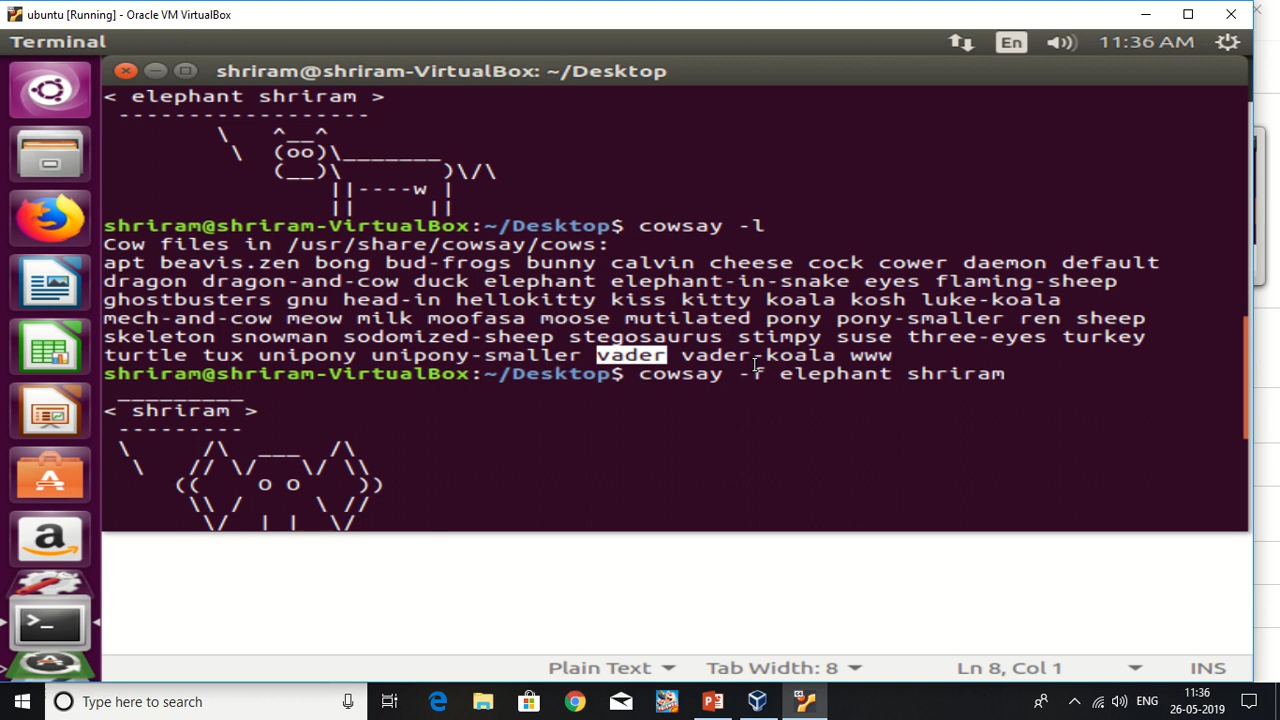 ubuntu [Running] - Oracle VM VirtualBox
Terminal
En
11:36 AM
shriram@shriram-VirtualBox: ~/Desktop
< elephant shriram >
 ------------------
        \   ^__^
         \  (oo)\_______
            (__)\       )\/\
                ||----w |
                ||     ||
shriram@shriram-VirtualBox:~/Desktop$ cowsay -l
Cow files in /usr/share/cowsay/cows:
apt beavis.zen bong bud-frogs bunny calvin cheese cock cower daemon default
dragon dragon-and-cow duck elephant elephant-in-snake eyes flaming-sheep
ghostbusters gnu head-in hellokitty kiss kitty koala kosh luke-koala
mech-and-cow meow milk moofasa moose mutilated pony pony-smaller ren sheep
skeleton snowman sodomized-sheep stegosaurus stimpy suse three-eyes turkey
turtle tux unipony unipony-smaller vader vader-koala www
shriram@shriram-VirtualBox:~/Desktop$ cowsay -f elephant shriram
 _________
< shriram >
 ---------
 \     /\  ___  /\
  \   // \/   \/ \\
     ((    o o    ))
      \\ /     \ //
       \/  | |  \/
Plain Text
Tab Width: 8
Ln 8, Col 1
INS
Type here to search
ENG
11:36
26-05-2019